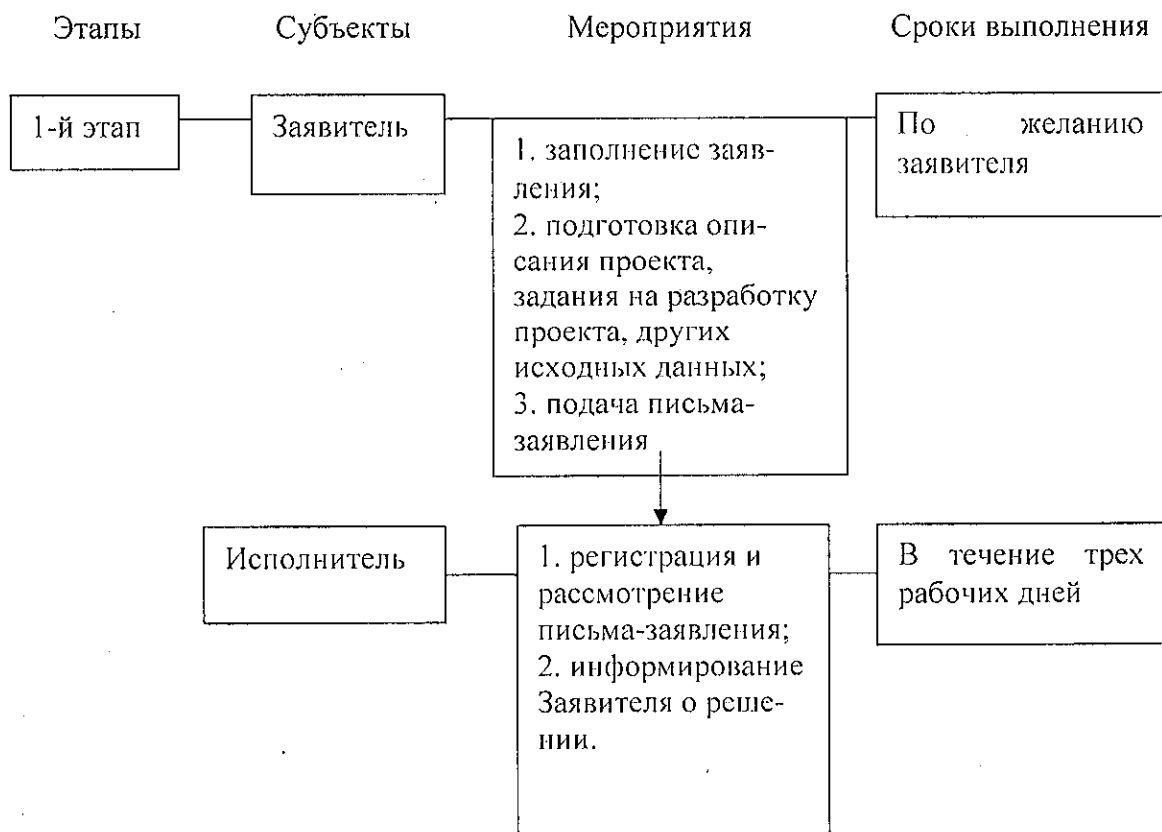 Этапы Субъекты Мероприятия Сроки выполнения
1-й этап
Заявитель
1. заполнение заяв-
ления;
2. подготовка опи-
сания проекта,
задания на разработку
проекта, других
исходных данных;
3. подача письма-
заявления
По желанию
заявителя
Исполнитель
1. регистрация и
рассмотрение
письма-заявления;
2. информирование
Заявителя о реше-
нии.
В течение трех
рабочих дней